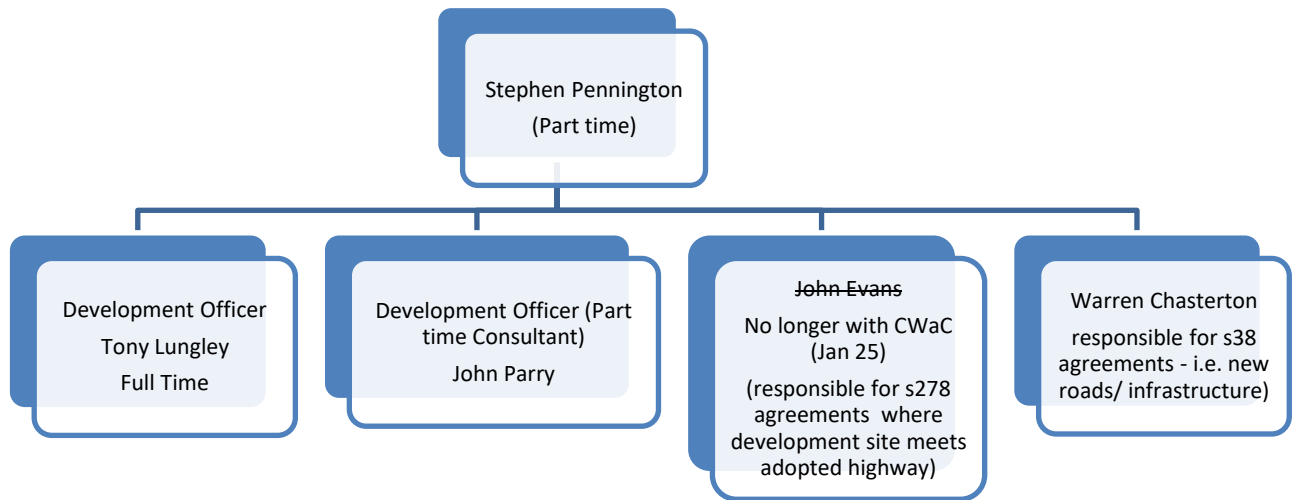 Stephen Pennington
(Part time)
Development Officer
Tony Lungley
Full Time
Development Officer (Part
time Consultant)
John Parry
John Evans
No longer with CWaC
(Jan 25)
(responsible for s278
agreements where
development site meets
adopted highway)
Warren Chasterton
responsible for s38
agreements - i.e. new
roads/ infrastructure)